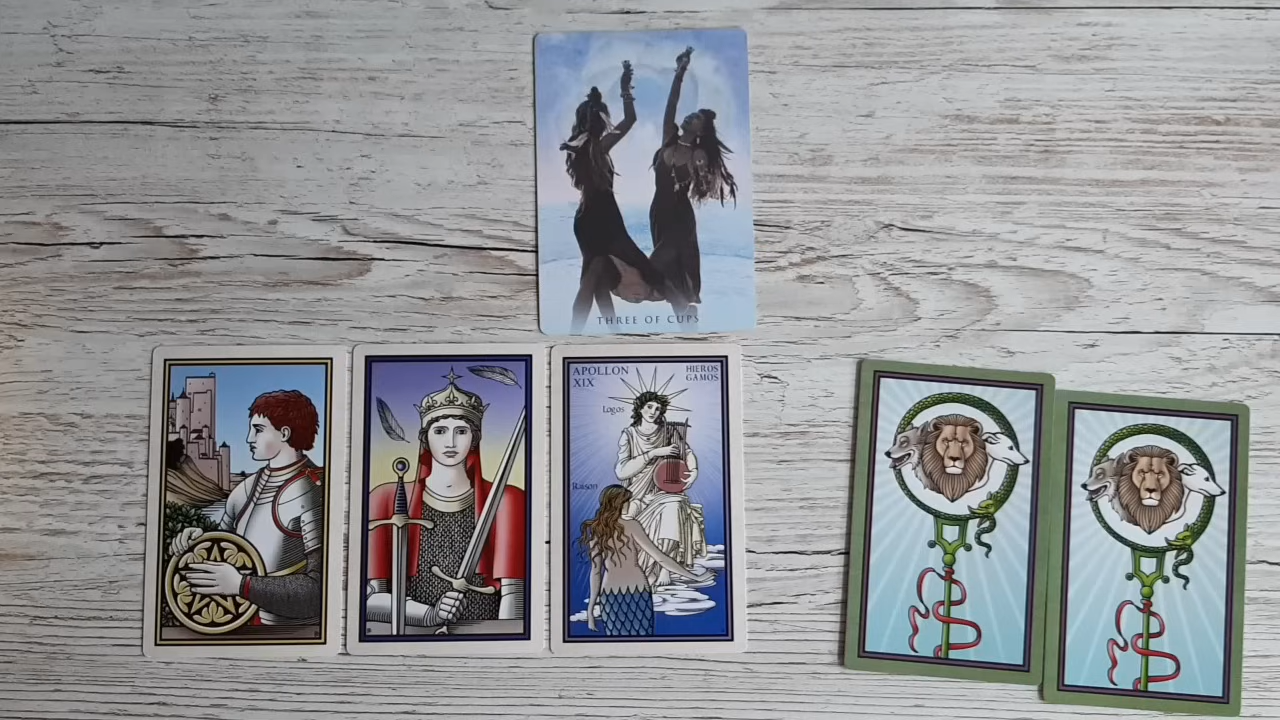 THREE OF CUPS
APOLLON
XIX
HIEROS
GAMOS
Logos
Raison